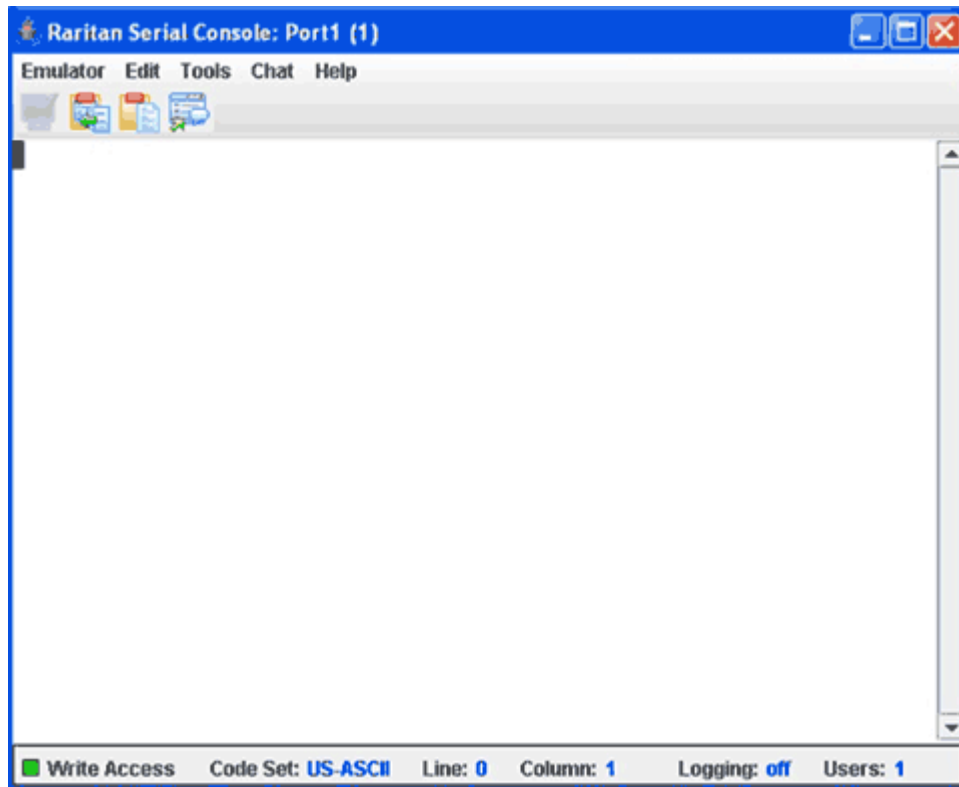 Raritan Serial Console: Port1 (1)
Emulator Edit Tools Chat Help
Write Access Code Set: US-ASCII Line: 0 Column: 1 Logging: off Users: 1